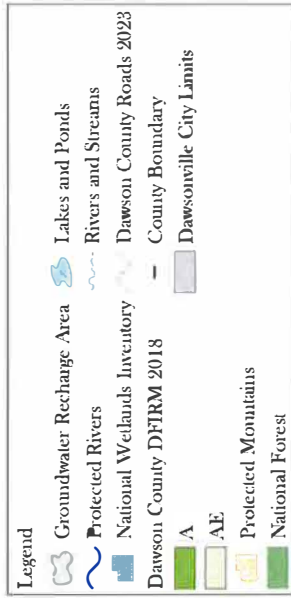 Legend
Groundwater Recharge Area
Protected Rivers
National Wetlands Inventory
Dawson County DFIRM 2018
A
AE
Protected Mountains
National Forest
Lakes and Ponds
Rivers and Streams
Dawson County Roads 2023
County Boundary
Dawsonville City Limits